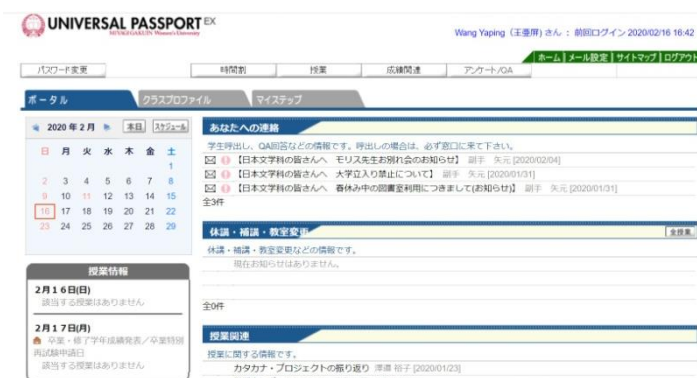 UNIVERSAL PASSPORT EX
MIYAGI GAKUIN Women's University
Wang Yaping（王亜屏）さん ： 前回ログイン 2020/02/16 16:42
ホーム | メール設定 | サイトマップ | ログアウト
パスワード変更 時間割 授業 成績関連 アンケート/QA
ポータル クラスプロファイル マイステップ
2020年2月 本日 スケジュール
日 月 火 水 木 金 土
1
2 3 4 5 6 7 8
9 10 11 12 13 14 15
16 17 18 19 20 21 22
23 24 25 26 27 28 29
授業情報
2月16日(日)
該当する授業はありません
2月17日(月)
卒業・修了学年成績発表／卒業特別
再試験申請日
該当する授業はありません
あなたへの連絡
学生呼出し、QA回答などの情報です。呼出しの場合は、必ず窓口に来て下さい。
【日本文学科の皆さんへ モリス先生お別れ会のお知らせ】 副手 矢元 [2020/02/04]
【日本文学科の皆さんへ 大学立入り禁止について】 副手 矢元 [2020/01/31]
【日本文学科の皆さんへ 春休み中の図書室利用につきまして(お知らせ)】 副手 矢元 [2020/01/31]
全3件
休講・補講・教室変更 全授業
休講・補講・教室変更などの情報です。
現在お知らせはありません。
全0件
授業関連
授業に関する情報です。
カタカナ・プロジェクトの振り返り 澤邉 裕子 [2020/01/23]